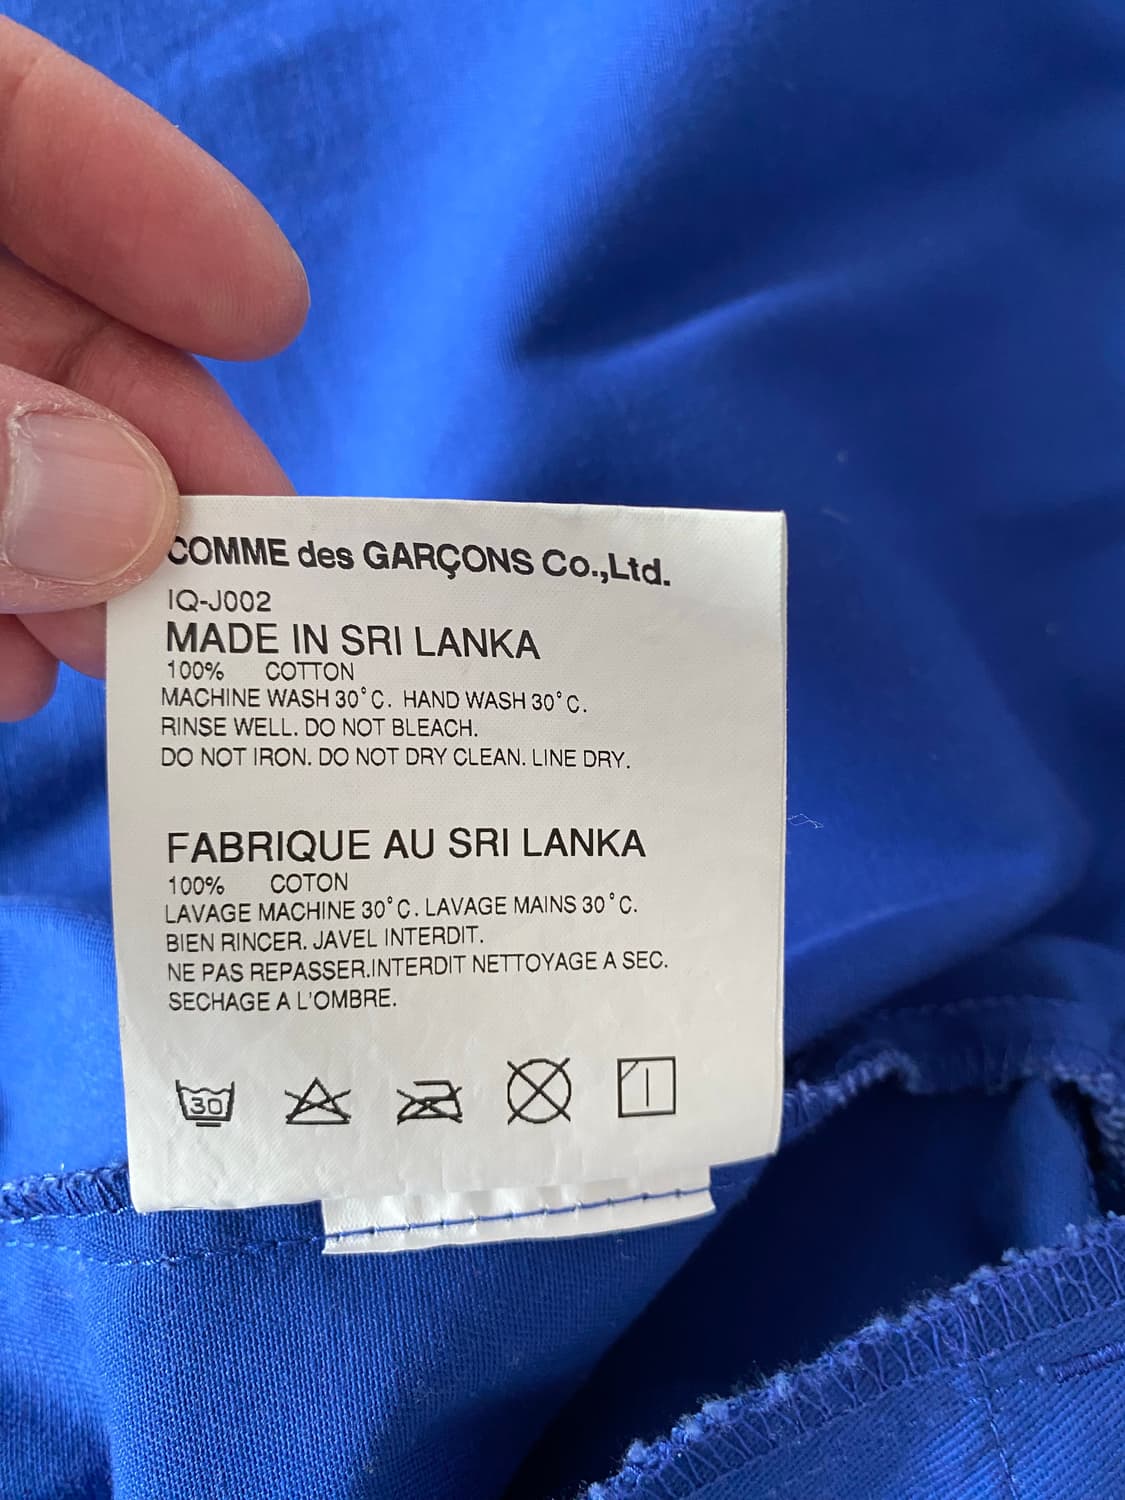 COMME des GARÇONS Co.,Ltd.
IQ-J002
MADE IN SRI LANKA
100% COTTON
MACHINE WASH 30°C. HAND WASH 30°C.
RINSE WELL. DO NOT BLEACH.
DO NOT IRON. DO NOT DRY CLEAN. LINE DRY.
FABRIQUE AU SRI LANKA
100% COTON
LAVAGE MACHINE 30°C. LAVAGE MAINS 30°C.
BIEN RINCER. JAVEL INTERDIT.
NE PAS REPASSER.INTERDIT NETTOYAGE A SEC.
SECHAGE A L'OMBRE.
30